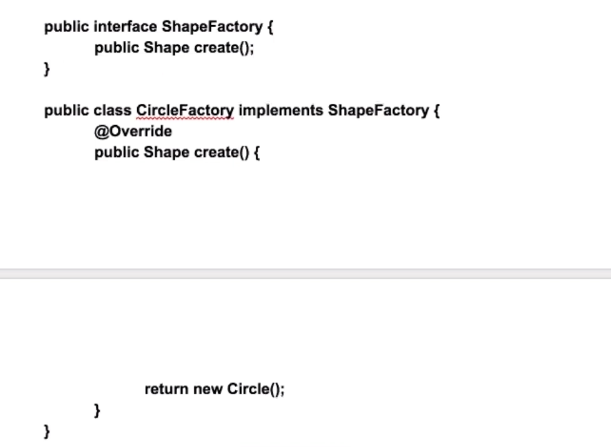 public interface ShapeFactory {
public Shape create();
}
public class CircleFactory implements ShapeFactory {
@Override
public Shape create() {
return new Circle();
}
}